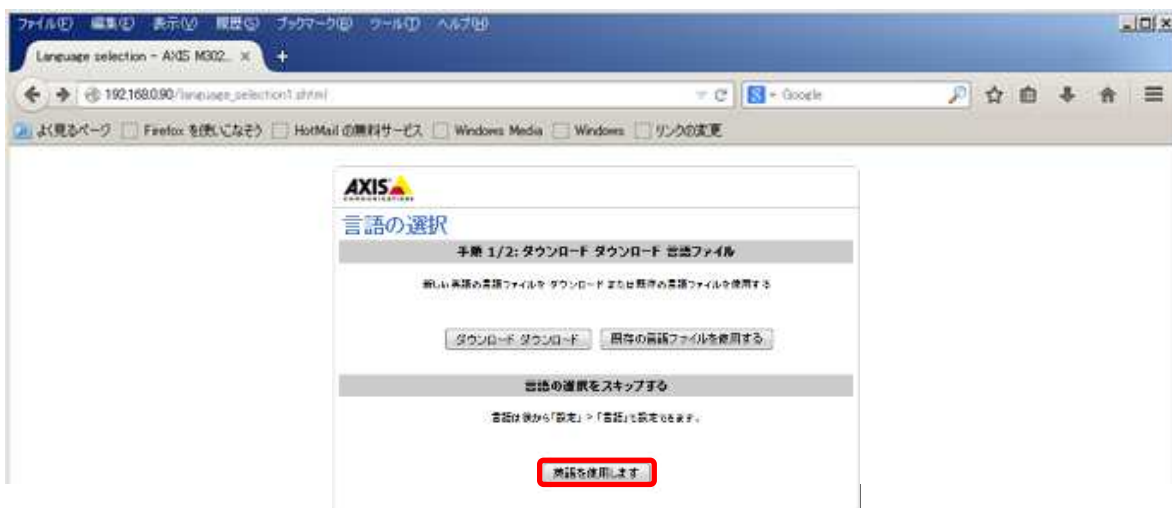 ファイル(F) 編集(E) 表示(V) 履歴(S) ブックマーク(B) ツール(T) ヘルプ(H)
Language selection - AXIS M302...
192.168.0.90/language_selection1.shtml
Google
よく見るページ Firefox を使いこなそう HotMail の無料サービス Windows Media Windows リンクの変更
AXIS
COMMUNICATIONS
言語の選択
手順 1/2: ダウンロード ダウンロード 言語ファイル
新しい英語の言語ファイルを ダウンロード または既存の言語ファイルを使用する
ダウンロード ダウンロード 既存の言語ファイルを使用する
言語の選択をスキップする
言語は後から「設定」>「言語」で設定できます。
英語を使用します